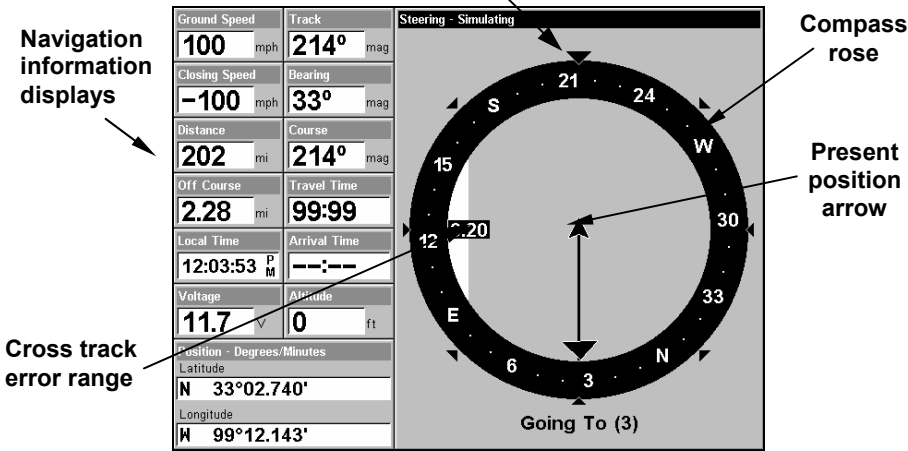 Ground Speed
100 mph
Track
214º mag
Closing Speed
–100 mph
Bearing
33º mag
Distance
202 mi
Course
214º mag
Off Course
2.28 mi
Travel Time
99:99
Local Time
12:03:53 PM
Arrival Time
––:––
Voltage
11.7 V
Altitude
0 ft
Position - Degrees/Minutes
Latitude
N 33°02.740'
Longitude
W 99°12.143'
Steering - Simulating
21
24
W
30
33
N
3
6
E
12
15
S
.20
Going To (3)
Navigation
information
displays
Cross track
error range
Compass
rose
Present
position
arrow